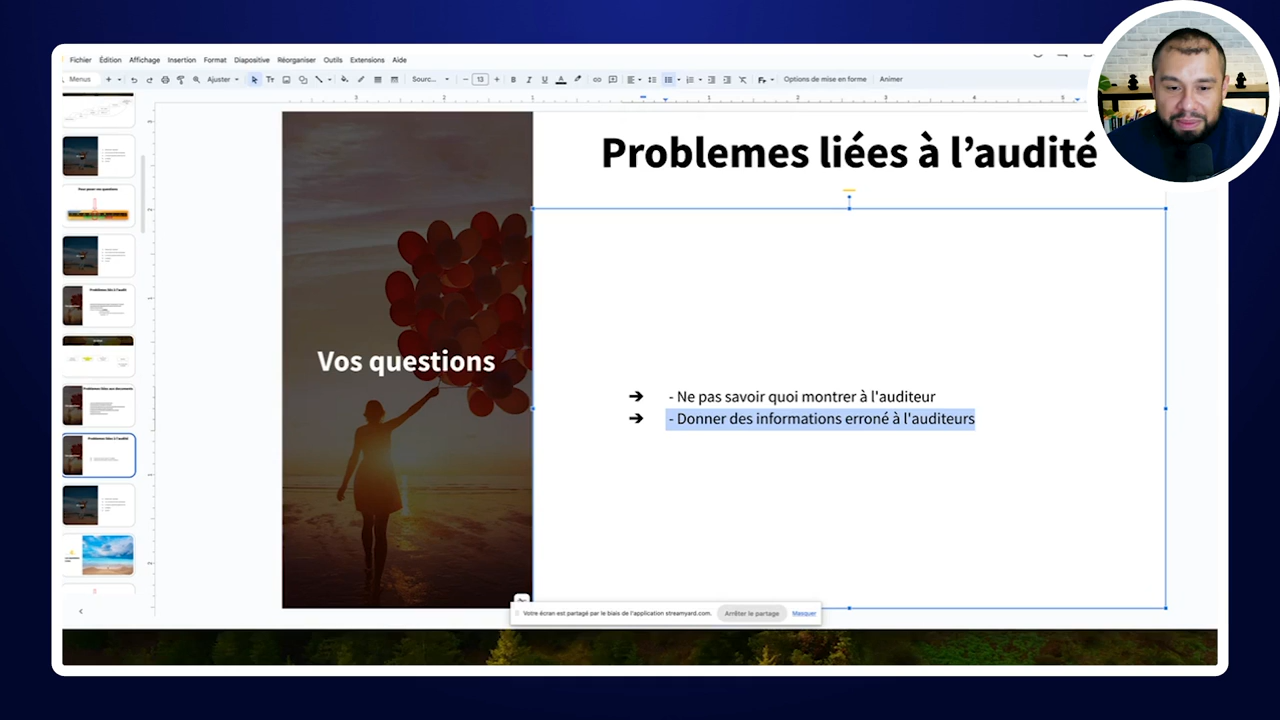 Fichier Édition Affichage Insertion Format Diapositive Réorganiser Outils Extensions Aide
Menus Ajuster Sourc... 13 Options de mise en forme Animer
Problemes liées à l’audité
Vos questions
➔ - Ne pas savoir quoi montrer à l'auditeur
➔ - Donner des informations erroné à l'auditeurs
Votre écran est partagé par le biais de l'application streamyard.com. Arrêter le partage Masquer